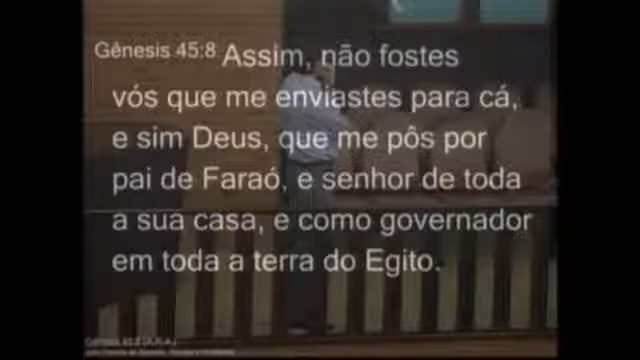 Gênesis 45:8 Assim, não fostes
vós que me enviastes para cá,
e sim Deus, que me pôs por
pai de Faraó, e senhor de toda
a sua casa, e como governador
em toda a terra do Egito.